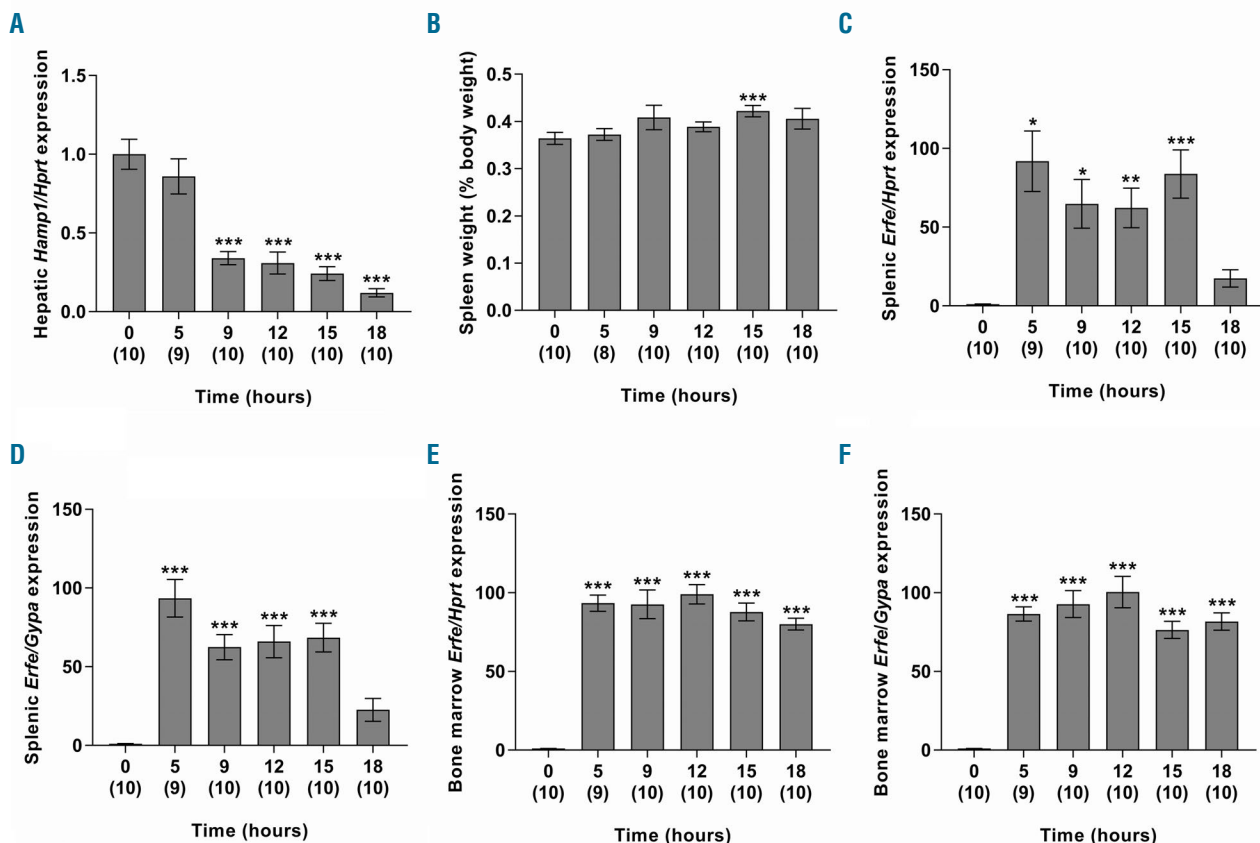 A
Hepatic Hamp1/Hprt expression
1.5
1.0
0.5
0.0
*** *** *** ***
0 5 9 12 15 18
(10) (9) (10) (10) (10) (10)
Time (hours)
B
Spleen weight (% body weight)
0.5
0.4
0.3
0.2
0.1
0.0
***
0 5 9 12 15 18
(10) (8) (10) (10) (10) (10)
Time (hours)
C
Splenic Erfe/Hprt expression
150
100
50
0
* * ** ***
0 5 9 12 15 18
(10) (9) (10) (10) (10) (10)
Time (hours)
D
Splenic Erfe/Gypa expression
150
100
50
0
*** *** *** ***
0 5 9 12 15 18
(10) (9) (10) (10) (10) (10)
Time (hours)
E
Bone marrow Erfe/Hprt expression
150
100
50
0
*** *** *** *** ***
0 5 9 12 15 18
(10) (9) (10) (10) (10) (10)
Time (hours)
F
Bone marrow Erfe/Gypa expression
150
100
50
0
*** *** *** *** ***
0 5 9 12 15 18
(10) (9) (10) (10) (10) (10)
Time (hours)